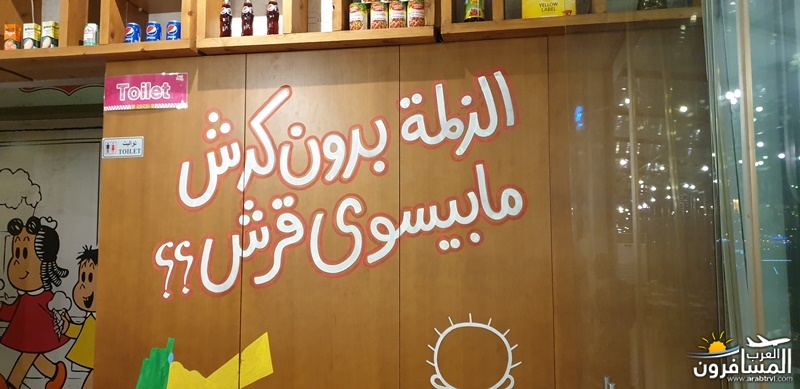 YELLOW LABEL
Toilet
تواليت
TOILET
الزلمة بدون كرش
مابيسوى قرش؟؟
العرب
المسافرون
www.arabtrvl.com